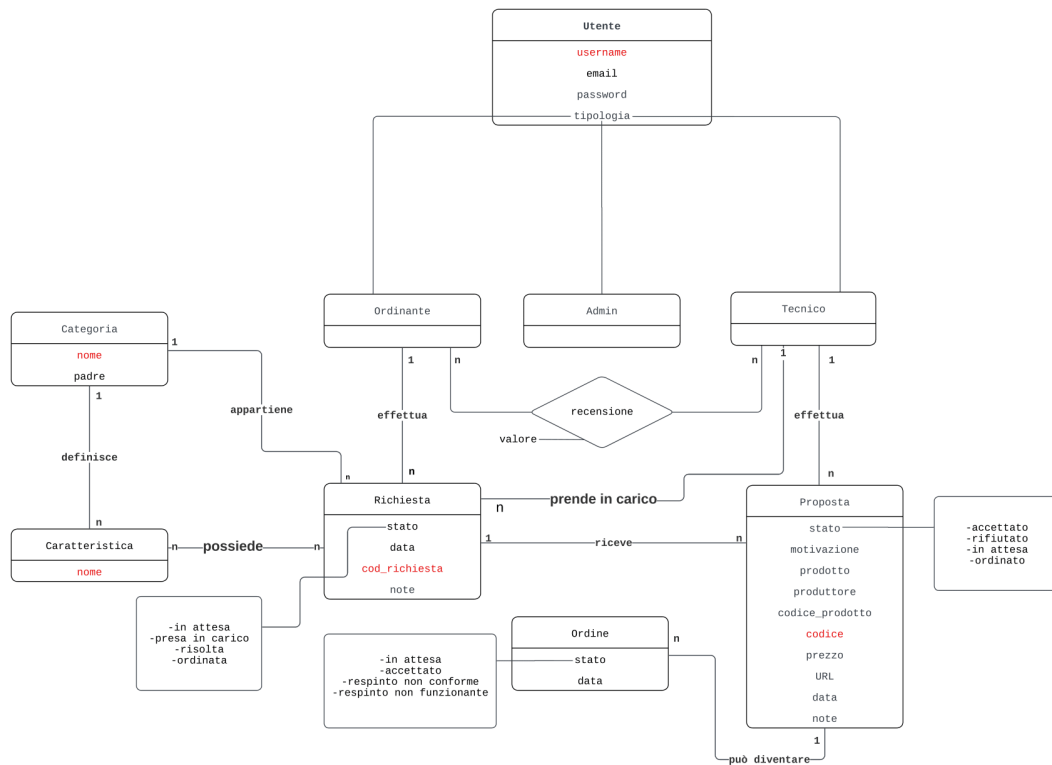 Utente
username
email
password
tipologia
Ordinante
Admin
Tecnico
Categoria
nome
padre
1
1
n
n
1
1
1
appartiene
effettua
recensione
valore
effettua
definisce
n
n
n
n
n
Richiesta
stato
data
cod_richiesta
note
prende in carico
n
Caratteristica
nome
n
possiede
n
1
riceve
n
Proposta
stato
motivazione
prodotto
produttore
codice_prodotto
codice
prezzo
URL
data
note
-accettato
-rifiutato
-in attesa
-ordinato
-in attesa
-presa in carico
-risolta
-ordinata
-in attesa
-accettato
-respinto non conforme
-respinto non funzionante
Ordine
stato
data
n
1
può diventare